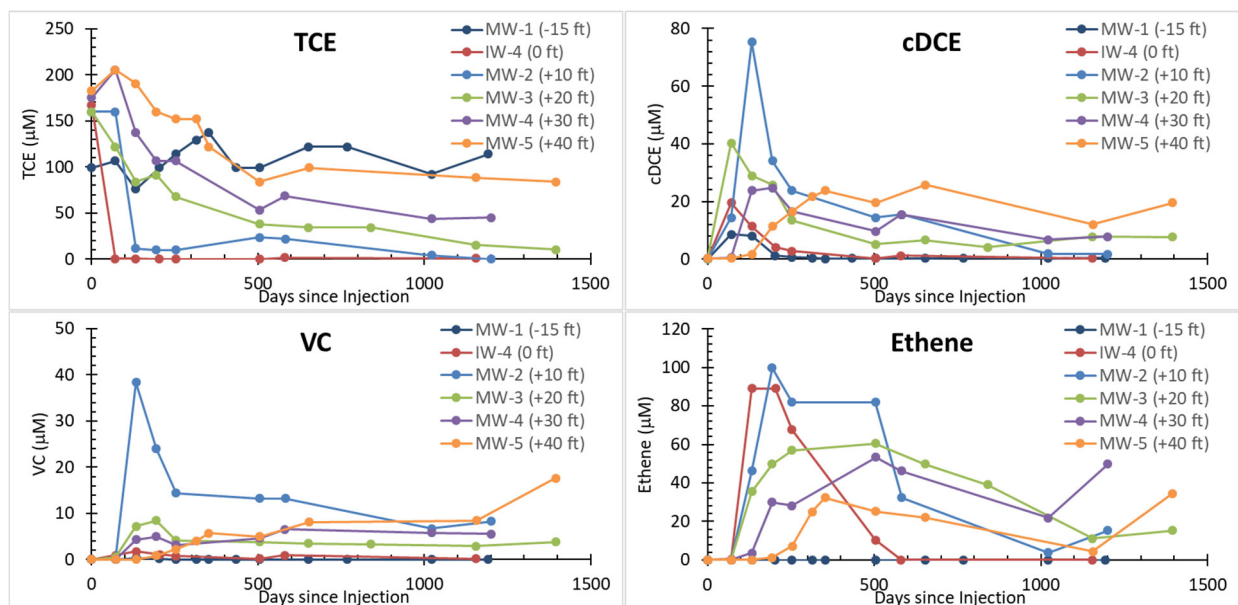 TCE
250
200
150
100
50
0
TCE (µM)
0 500 1000 1500
Days since Injection
MW-1 (-15 ft)
IW-4 (0 ft)
MW-2 (+10 ft)
MW-3 (+20 ft)
MW-4 (+30 ft)
MW-5 (+40 ft)
cDCE
80
60
40
20
0
cDCE (µM)
0 500 1000 1500
Days since Injection
MW-1 (-15 ft)
IW-4 (0 ft)
MW-2 (+10 ft)
MW-3 (+20 ft)
MW-4 (+30 ft)
MW-5 (+40 ft)
VC
50
40
30
20
10
0
VC (µM)
0 500 1000 1500
Days since Injection
MW-1 (-15 ft)
IW-4 (0 ft)
MW-2 (+10 ft)
MW-3 (+20 ft)
MW-4 (+30 ft)
MW-5 (+40 ft)
Ethene
120
100
80
60
40
20
0
Ethene (µM)
0 500 1000 1500
Days since Injection
MW-1 (-15 ft)
IW-4 (0 ft)
MW-2 (+10 ft)
MW-3 (+20 ft)
MW-4 (+30 ft)
MW-5 (+40 ft)